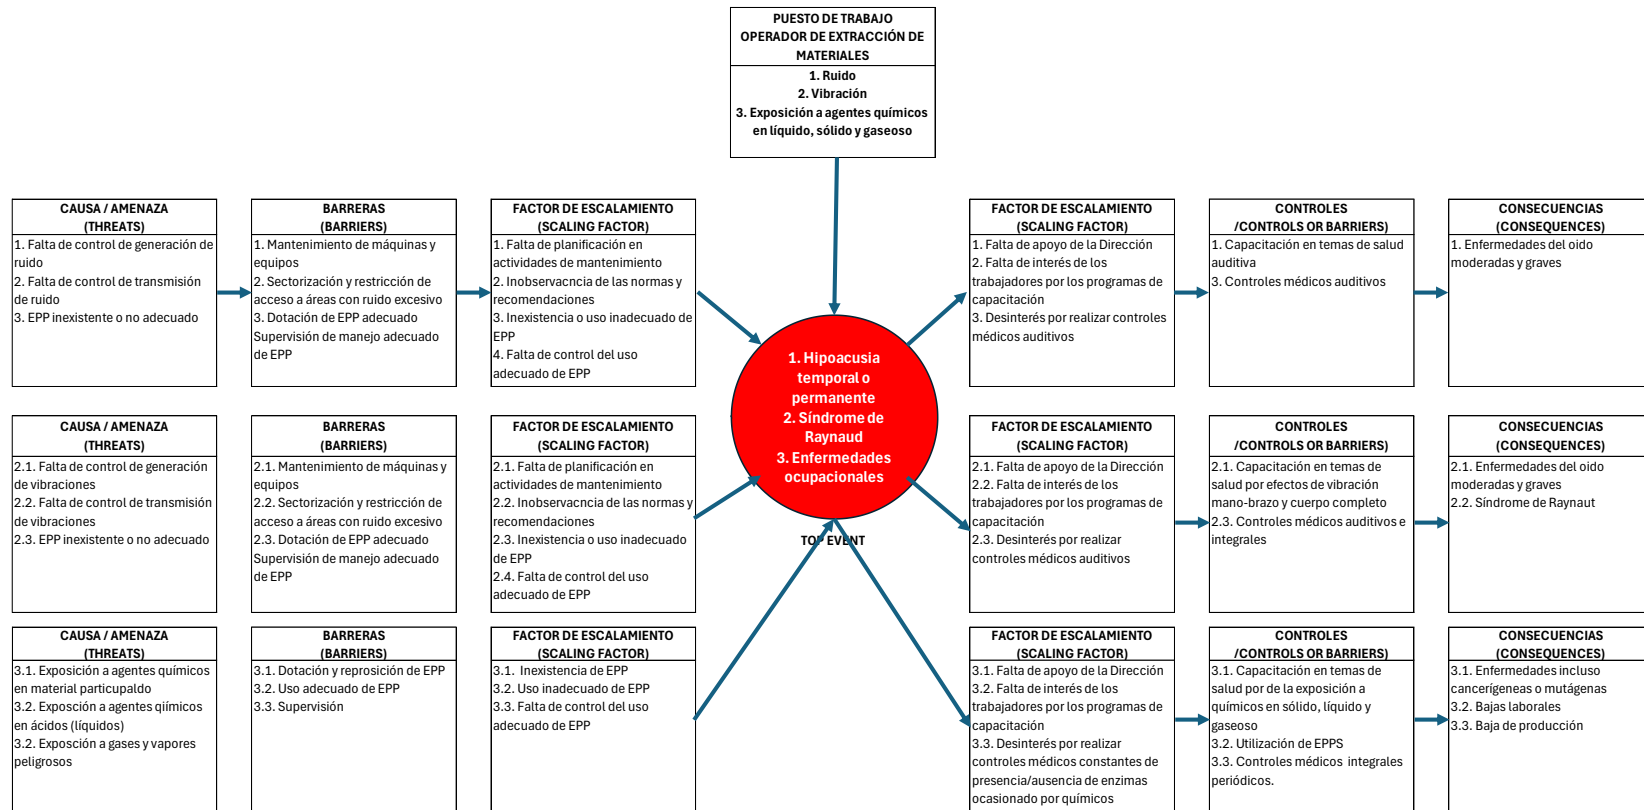 PUESTO DE TRABAJO
OPERADOR DE EXTRACCIÓN DE
MATERIALES
1. Ruido
2. Vibración
3. Exposición a agentes químicos
en líquido, sólido y gaseoso
CAUSA / AMENAZA
(THREATS)
1. Falta de control de generación de
ruido
2. Falta de control de transmisión
de ruido
3. EPP inexistente o no adecuado
BARRERAS
(BARRIERS)
1. Mantenimiento de máquinas y
equipos
2. Sectorización y restricción de
acceso a áreas con ruido excesivo
3. Dotación de EPP adecuado
Supervisión de manejo adecuado
de EPP
FACTOR DE ESCALAMIENTO
(SCALING FACTOR)
1. Falta de planificación en
actividades de mantenimiento
2. Inobservacncia de las normas y
recomendaciones
3. Inexistencia o uso inadecuado de
EPP
4. Falta de control del uso
adecuado de EPP
1. Hipoacusia
temporal o
permanente
2. Síndrome de
Raynaud
3. Enfermedades
ocupacionales
TOP EVENT
FACTOR DE ESCALAMIENTO
(SCALING FACTOR)
1. Falta de apoyo de la Dirección
2. Falta de interés de los
trabajadores por los programas de
capacitación
3. Desinterés por realizar controles
médicos auditivos
CONTROLES
/CONTROLS OR BARRIERS)
1. Capacitación en temas de salud
auditiva
3. Controles médicos auditivos
CONSECUENCIAS
(CONSEQUENCES)
1. Enfermedades del oido
moderadas y graves
CAUSA / AMENAZA
(THREATS)
2.1. Falta de control de generación
de vibraciones
2.2. Falta de control de transmisión
de vibraciones
2.3. EPP inexistente o no adecuado
BARRERAS
(BARRIERS)
2.1. Mantenimiento de máquinas y
equipos
2.2. Sectorización y restricción de
acceso a áreas con ruido excesivo
2.3. Dotación de EPP adecuado
Supervisión de manejo adecuado
de EPP
FACTOR DE ESCALAMIENTO
(SCALING FACTOR)
2.1. Falta de planificación en
actividades de mantenimiento
2.2. Inobservacncia de las normas y
recomendaciones
2.3. Inexistencia o uso inadecuado
de EPP
2.4. Falta de control del uso
adecuado de EPP
FACTOR DE ESCALAMIENTO
(SCALING FACTOR)
2.1. Falta de apoyo de la Dirección
2.2. Falta de interés de los
trabajadores por los programas de
capacitación
2.3. Desinterés por realizar
controles médicos auditivos
CONTROLES
/CONTROLS OR BARRIERS)
2.1. Capacitación en temas de
salud por efectos de vibración
mano-brazo y cuerpo completo
2.3. Controles médicos auditivos e
integrales
CONSECUENCIAS
(CONSEQUENCES)
2.1. Enfermedades del oido
moderadas y graves
2.2. Síndrome de Raynaut
CAUSA / AMENAZA
(THREATS)
3.1. Exposición a agentes químicos
en material particupaldo
3.2. Exposición a agentes qiímicos
en ácidos (líquidos)
3.2. Exposición a gases y vapores
peligrosos
BARRERAS
(BARRIERS)
3.1. Dotación y reprosición de EPP
3.2. Uso adecuado de EPP
3.3. Supervisión
FACTOR DE ESCALAMIENTO
(SCALING FACTOR)
3.1. Inexistencia de EPP
3.2. Uso inadecuado de EPP
3.3. Falta de control del uso
adecuado de EPP
FACTOR DE ESCALAMIENTO
(SCALING FACTOR)
3.1. Falta de apoyo de la Dirección
3.2. Falta de interés de los
trabajadores por los programas de
capacitación
3.3. Desinterés por realizar
controles médicos constantes de
presencia/ausencia de enzimas
ocasionado por químicos
CONTROLES
/CONTROLS OR BARRIERS)
3.1. Capacitación en temas de
salud por de la exposición a
químicos en sólido, líquido y
gaseoso
3.2. Utilización de EPPS
3.3. Controles médicos integrales
periódicos.
CONSECUENCIAS
(CONSEQUENCES)
3.1. Enfermedades incluso
cancerígeneas o mutágenas
3.2. Bajas laborales
3.3. Baja de producción